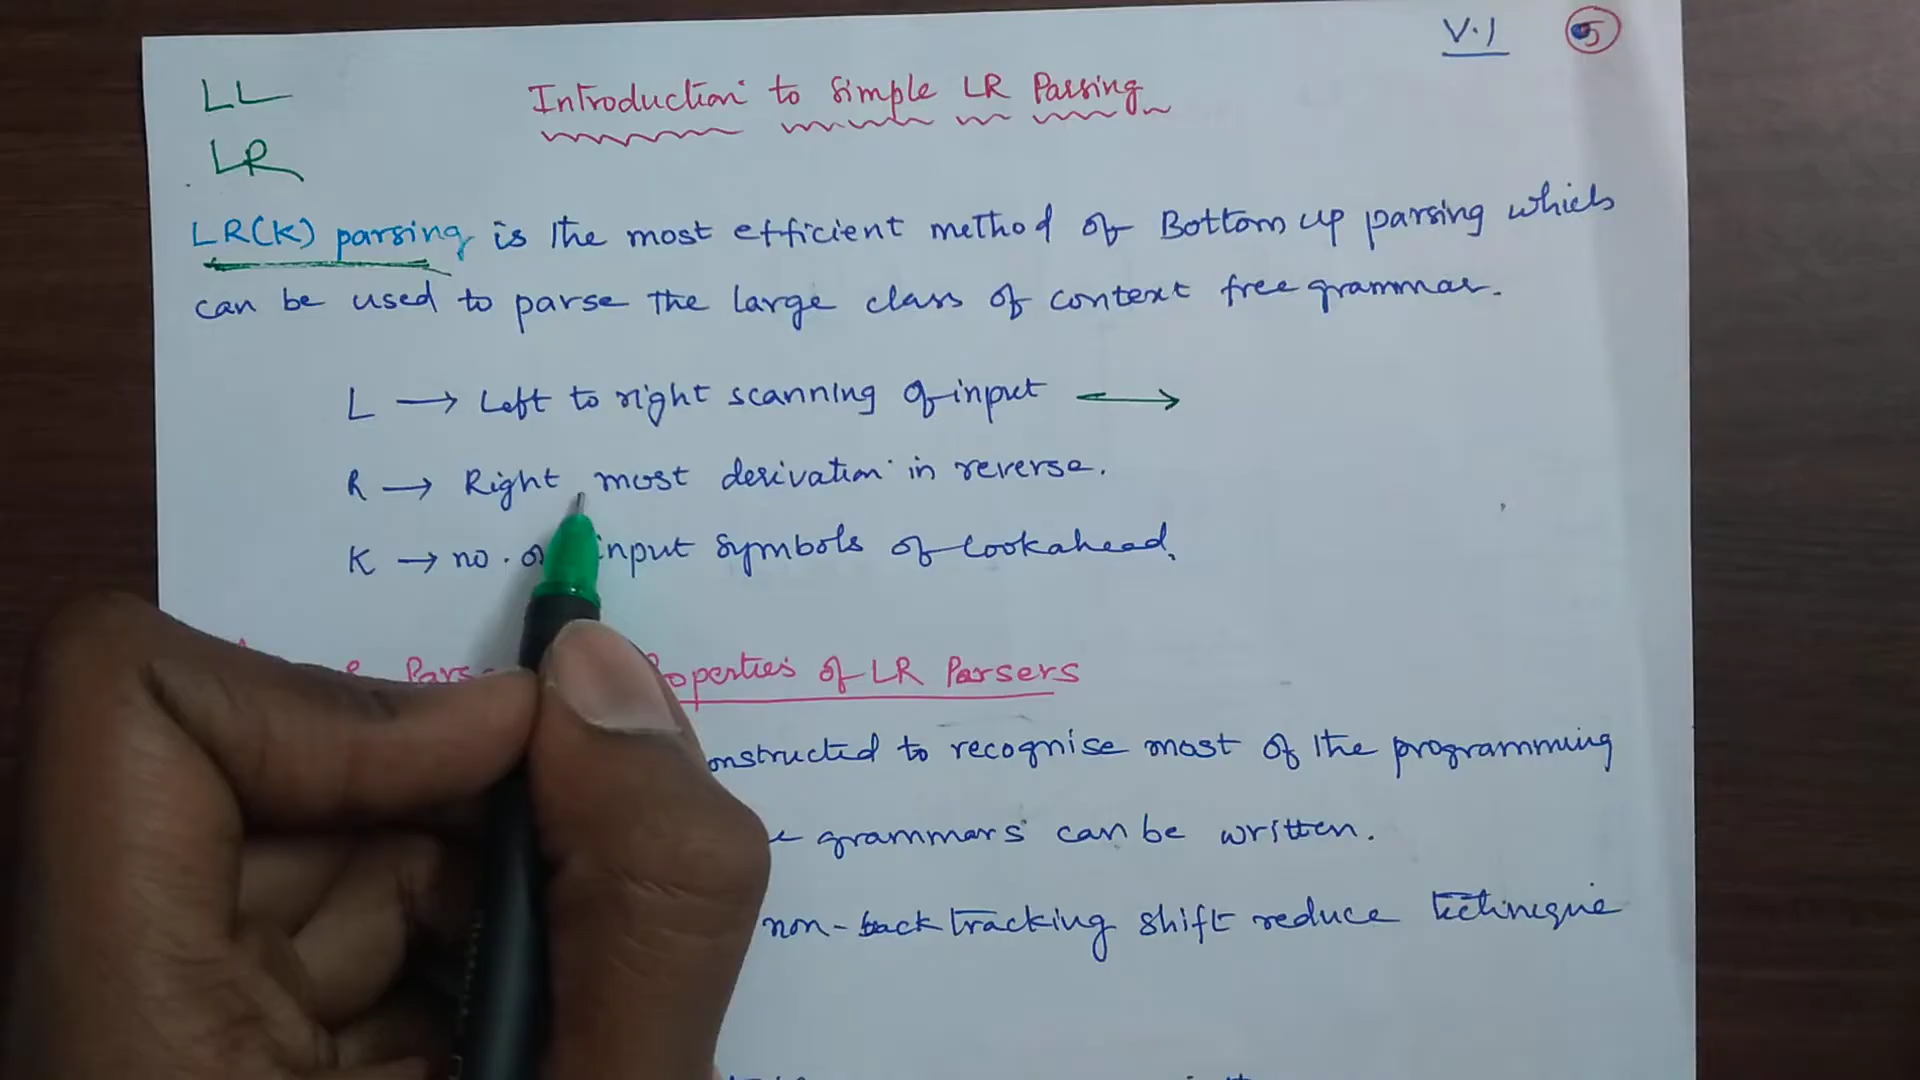 V.1 5
LL
Introduction to Simple LR Parsing
LR
LR(K) parsing is the most efficient method of Bottom up parsing which
can be used to parse the large class of context free grammar.
L → Left to right scanning of input →
R → Right most derivation in reverse.
K → no. of input symbols of lookahead.
Properties of LR Parsers
constructed to recognise most of the programming
grammars can be written.
non-backtracking shift reduce technique